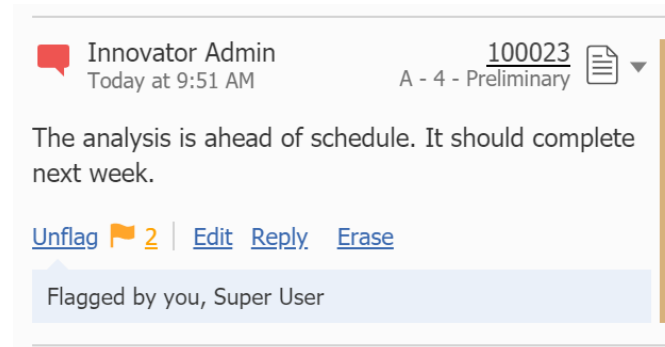 Innovator Admin 100023
Today at 9:51 AM A - 4 - Preliminary
The analysis is ahead of schedule. It should complete
next week.
Unflag 2 Edit Reply Erase
Flagged by you, Super User